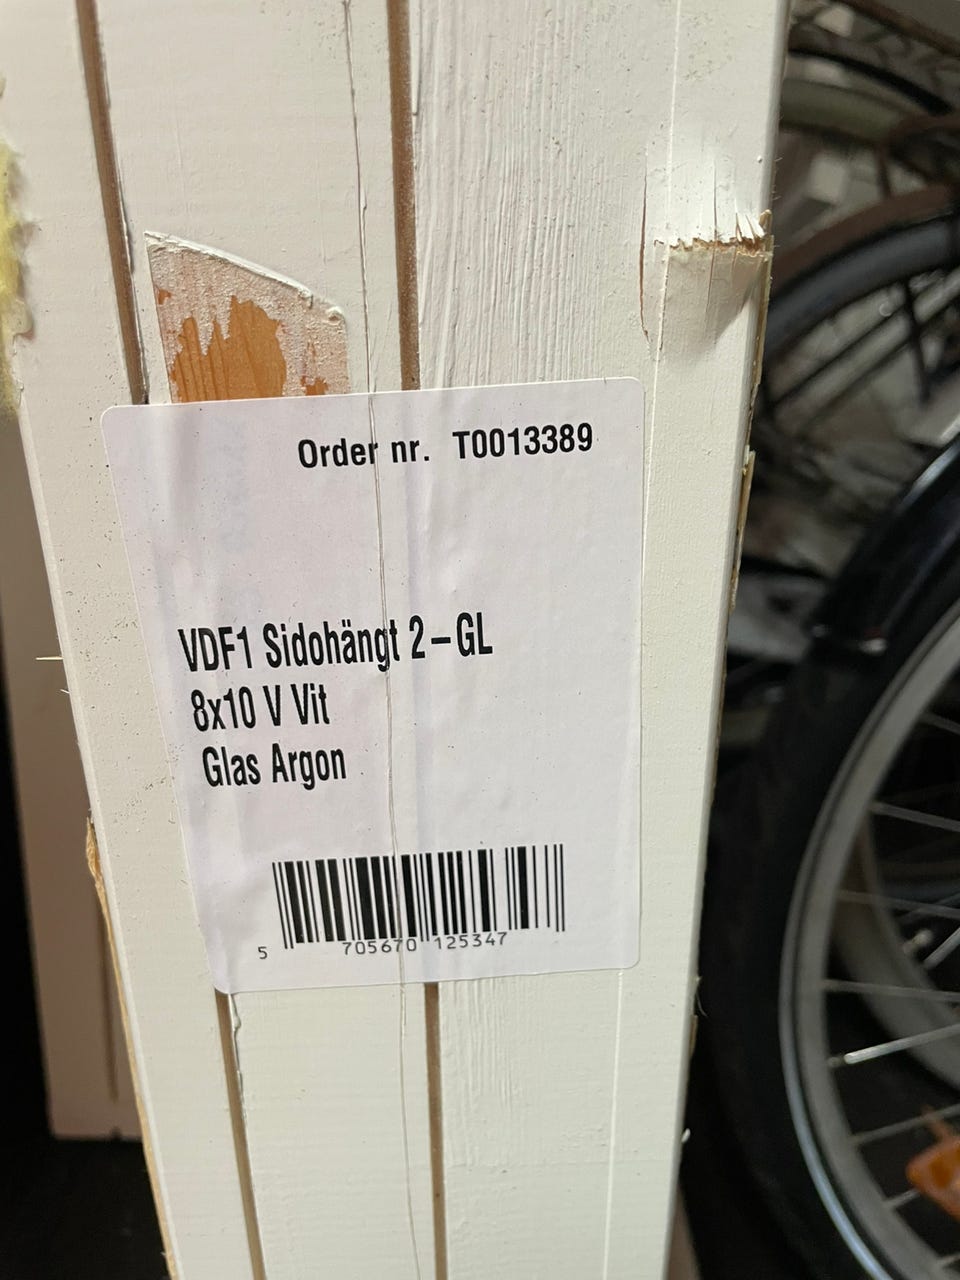 Order nr. T0013389
VDF1 Sidohängt 2-GL
8x10 V Vit
Glas Argon
5 705670 125347